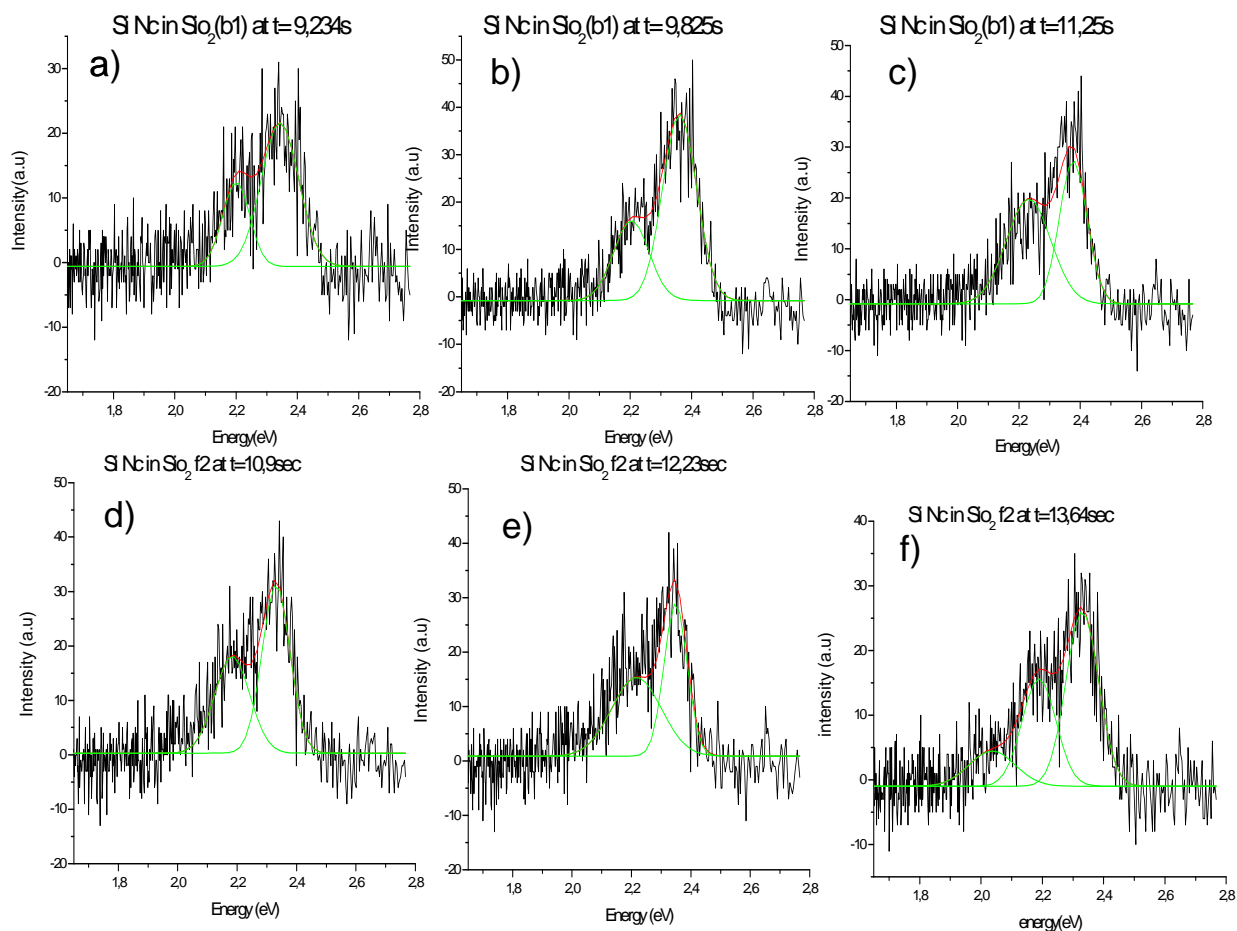 Si Nc in Sio2(b1) at t= 9,234s
a)
30
20
10
0
-10
-20
1,8 2,0 2,2 2,4 2,6 2,8
Intensity (a.u)
Energy(eV)
Si Nc in Sio2(b1) at t= 9,825s
b)
50
40
30
20
10
0
-10
-20
1,8 2,0 2,2 2,4 2,6 2,8
Intensity (a.u)
Energy(eV)
Si Nc in Sio2(b1) at t=11,25s
c)
50
40
30
20
10
0
-10
-20
1,8 2,0 2,2 2,4 2,6 2,8
Intensity (a.u)
Energy(eV)
Si Nc in Sio2 f2 at t=10,9sec
d)
50
40
30
20
10
0
-10
-20
1,8 2,0 2,2 2,4 2,6 2,8
Intensity (a.u)
Energy (eV)
Si Nc in Sio2 f2 at t=12,23sec
e)
50
40
30
20
10
0
-10
-20
1,8 2,0 2,2 2,4 2,6 2,8
Intensity (a.u)
Energy (eV)
Si Nc in Sio2 f2 at t=13,64sec
f)
40
30
20
10
0
-10
1,8 2,0 2,2 2,4 2,6 2,8
intensity (a.u)
energy(eV)